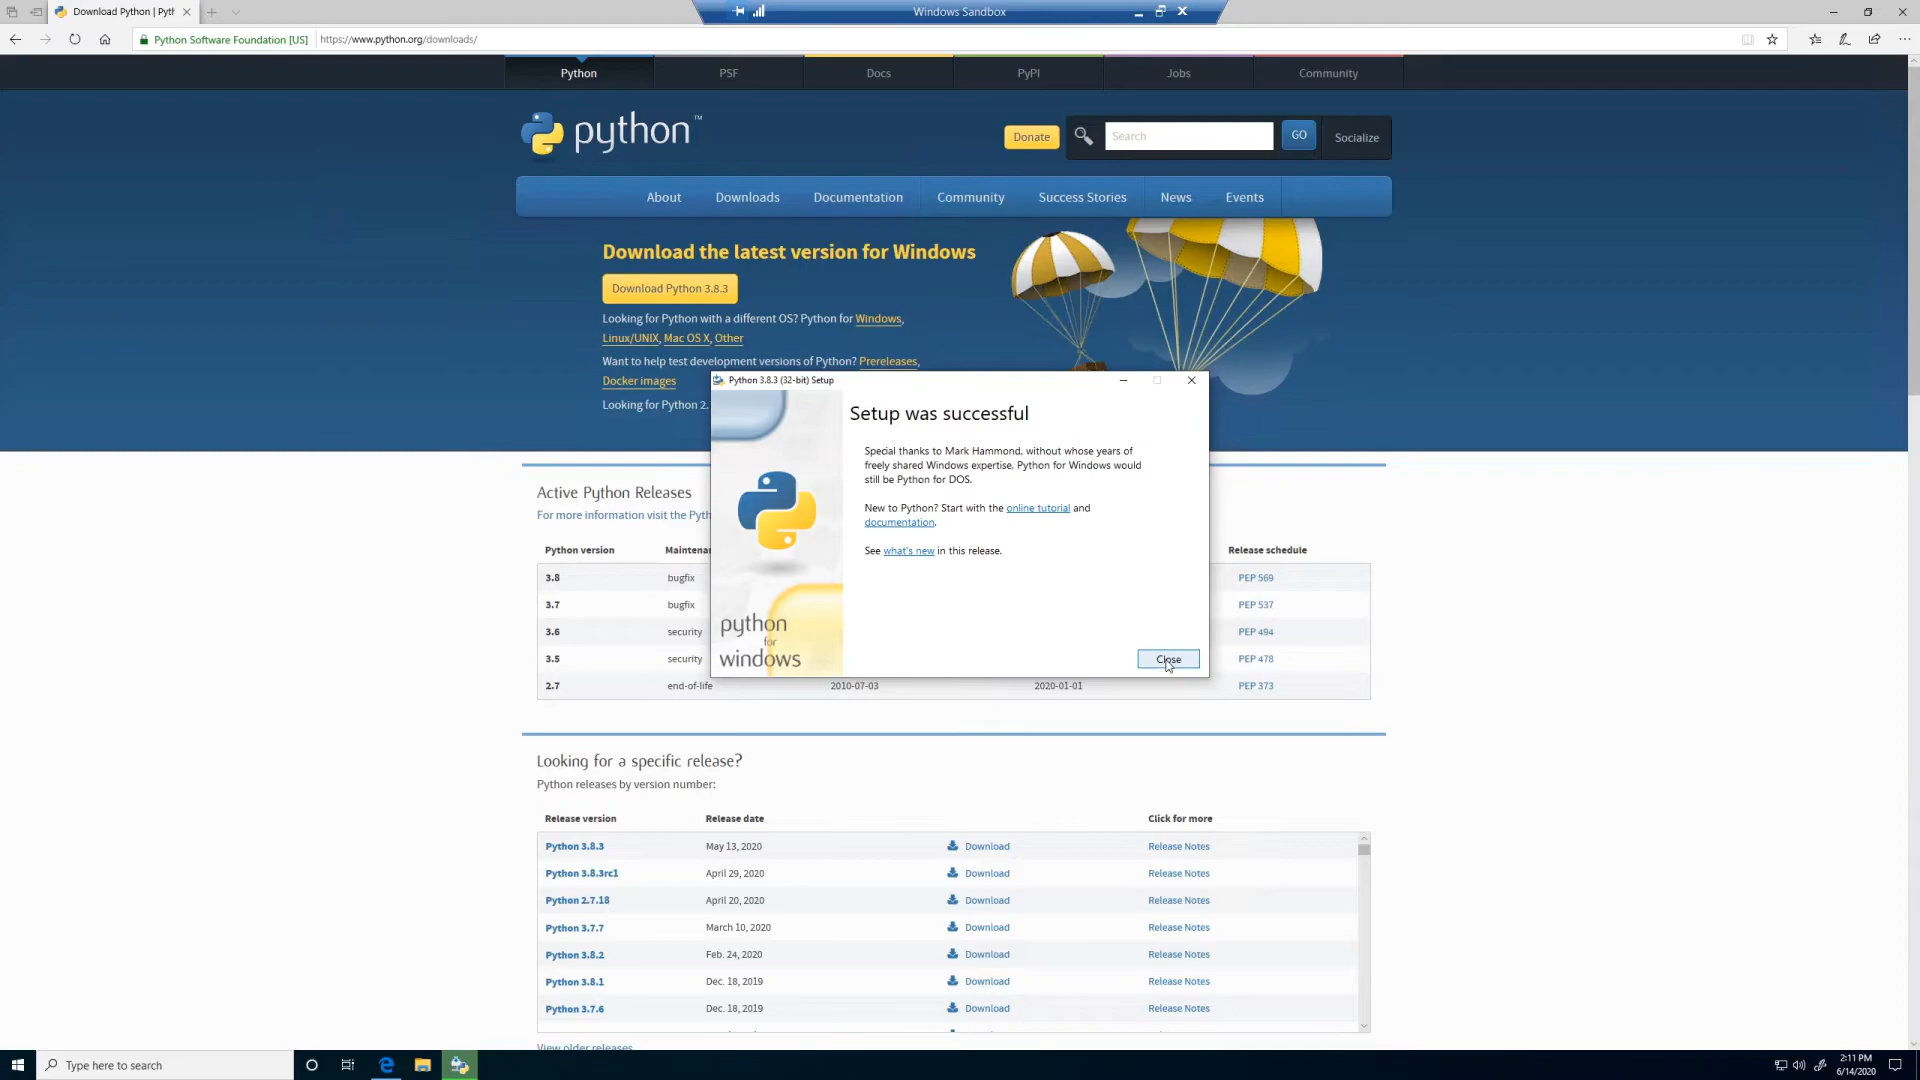 Download Python | Pyth
Windows Sandbox
Python Software Foundation [US]
https://www.python.org/downloads/
Python
PSF
Docs
PyPI
Jobs
Community
python™
Donate
Search
GO
Socialize
About
Downloads
Documentation
Community
Success Stories
News
Events
Download the latest version for Windows
Download Python 3.8.3
Looking for Python with a different OS? Python for Windows,
Linux/UNIX, Mac OS X, Other
Want to help test development versions of Python? Prereleases,
Docker images
Looking for Python 2.
Python 3.8.3 (32-bit) Setup
Setup was successful
Special thanks to Mark Hammond, without whose years of
freely shared Windows expertise, Python for Windows would
still be Python for DOS.
New to Python? Start with the online tutorial and
documentation.
See what's new in this release.
python
for
windows
Close
Active Python Releases
For more information visit the Pyth
Python version
Maintenan
Release schedule
3.8 bugfix PEP 569
3.7 bugfix PEP 537
3.6 security PEP 494
3.5 security PEP 478
2.7 end-of-life 2010-07-03 2020-01-01 PEP 373
Looking for a specific release?
Python releases by version number:
Release version Release date Click for more
Python 3.8.3 May 13, 2020 Download Release Notes
Python 3.8.3rc1 April 29, 2020 Download Release Notes
Python 2.7.18 April 20, 2020 Download Release Notes
Python 3.7.7 March 10, 2020 Download Release Notes
Python 3.8.2 Feb. 24, 2020 Download Release Notes
Python 3.8.1 Dec. 18, 2019 Download Release Notes
Python 3.7.6 Dec. 18, 2019 Download Release Notes
View older releases
Type here to search
2:11 PM
6/14/2020